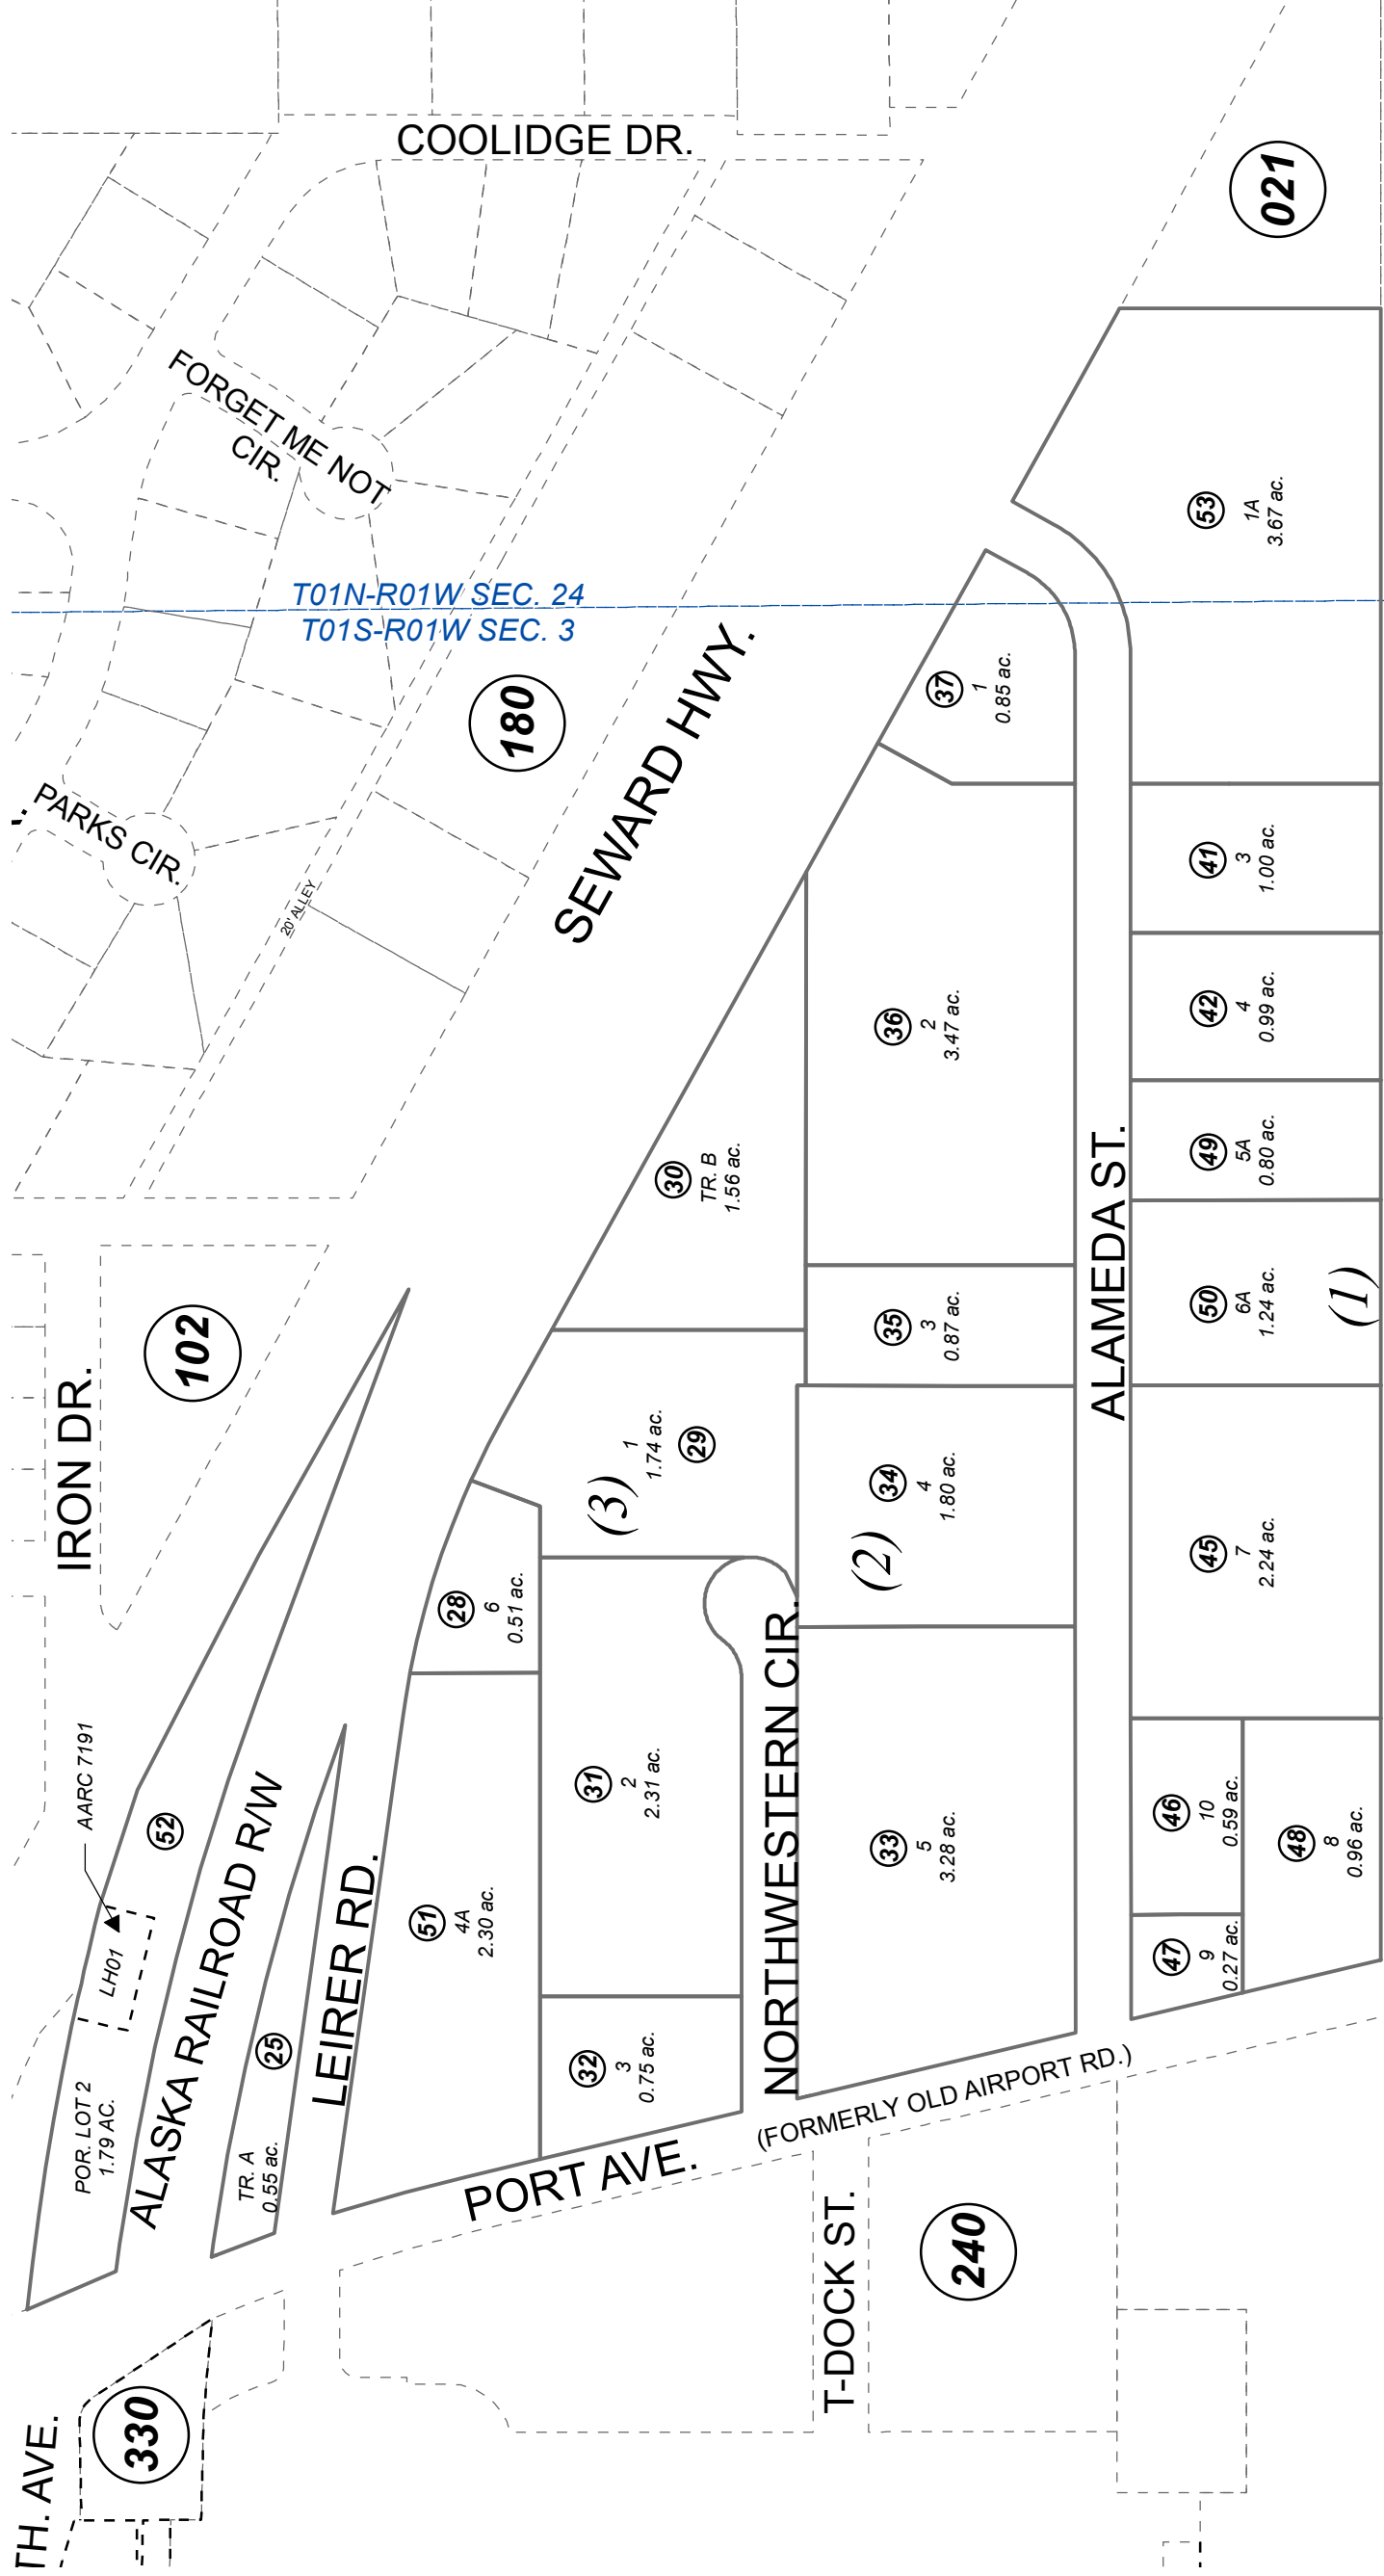 COOLIDGE DR.
021
FORGET ME NOT
CIR.
T01N-R01W SEC. 24
T01S-R01W SEC. 3
180
SEWARD HWY.
PARKS CIR.
20' ALLEY
53
1A
3.67 ac.
37
1
0.85 ac.
41
3
1.00 ac.
36
2
3.47 ac.
42
4
0.99 ac.
30
TR. B
1.56 ac.
49
5A
0.80 ac.
ALAMEDA ST.
102
IRON DR.
35
3
0.87 ac.
50
6A
1.24 ac.
(1)
(3)
1
1.74 ac.
29
(2)
34
4
1.80 ac.
45
7
2.24 ac.
28
6
0.51 ac.
AARC 7191
52
LH01
POR. LOT 2
1.79 AC.
ALASKA RAILROAD R/W
25
TR. A
0.55 ac.
LEIRER RD.
51
4A
2.30 ac.
31
2
2.31 ac.
32
3
0.75 ac.
NORTHWESTERN CIR.
33
5
3.28 ac.
46
10
0.59 ac.
48
8
0.96 ac.
47
9
0.27 ac.
PORT AVE.
(FORMERLY OLD AIRPORT RD.)
T-DOCK ST.
240
330
TH. AVE.